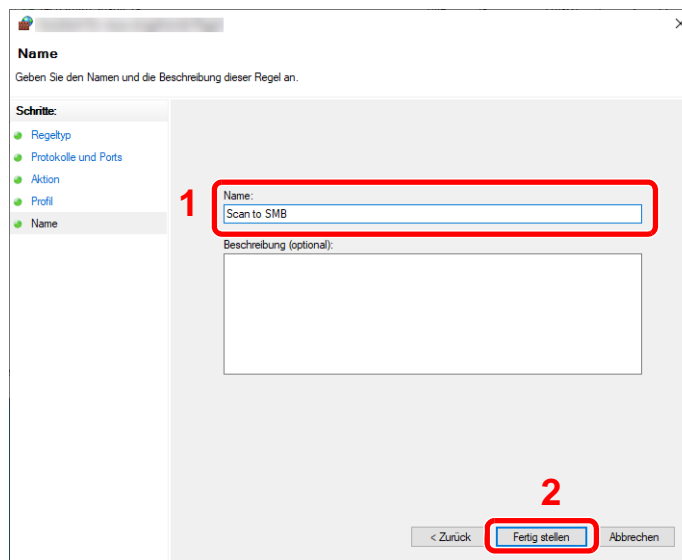 Name
Geben Sie den Namen und die Beschreibung dieser Regel an.
Schritte:
Regeltyp
Protokolle und Ports
Aktion
Profil
Name
1
Name:
Scan to SMB
Beschreibung (optional):
2
< Zurück
Fertig stellen
Abbrechen